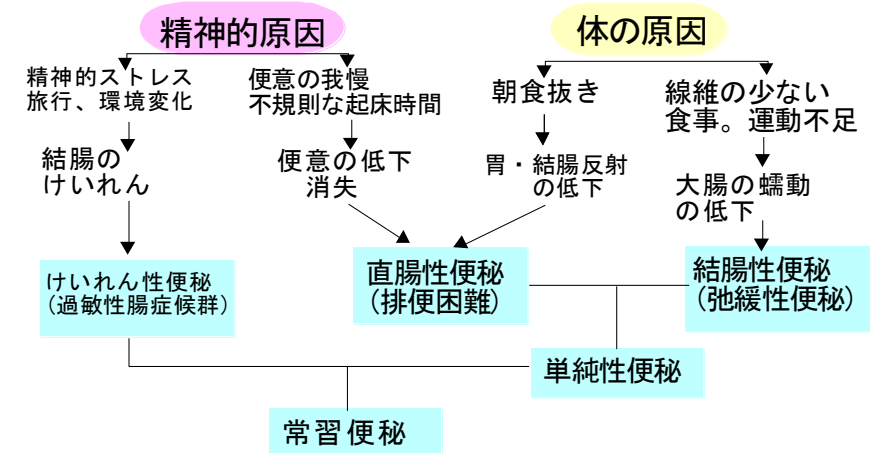 精神的原因
体の原因
精神的ストレス
旅行、環境変化
便意の我慢
不規則な起床時間
朝食抜き
線維の少ない
食事。運動不足
結腸の
けいれん
便意の低下
消失
胃・結腸反射
の低下
大腸の蠕動
の低下
けいれん性便秘
(過敏性腸症候群)
直腸性便秘
(排便困難)
結腸性便秘
(弛緩性便秘)
単純性便秘
常習便秘